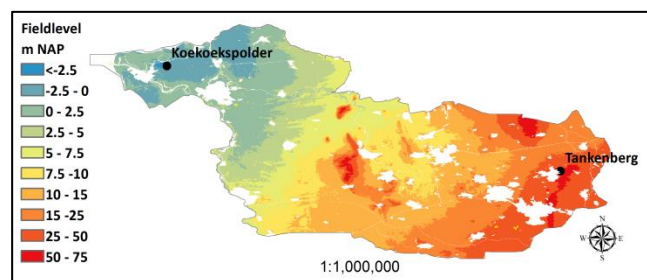 Fieldlevel
m NAP
<-2.5
-2.5 - 0
0 - 2.5
2.5 - 5
5 - 7.5
7.5 -10
10 - 15
15 -25
25 - 50
50 - 75
Koekoekspolder
Tankenberg
N
W E
S
1:1,000,000